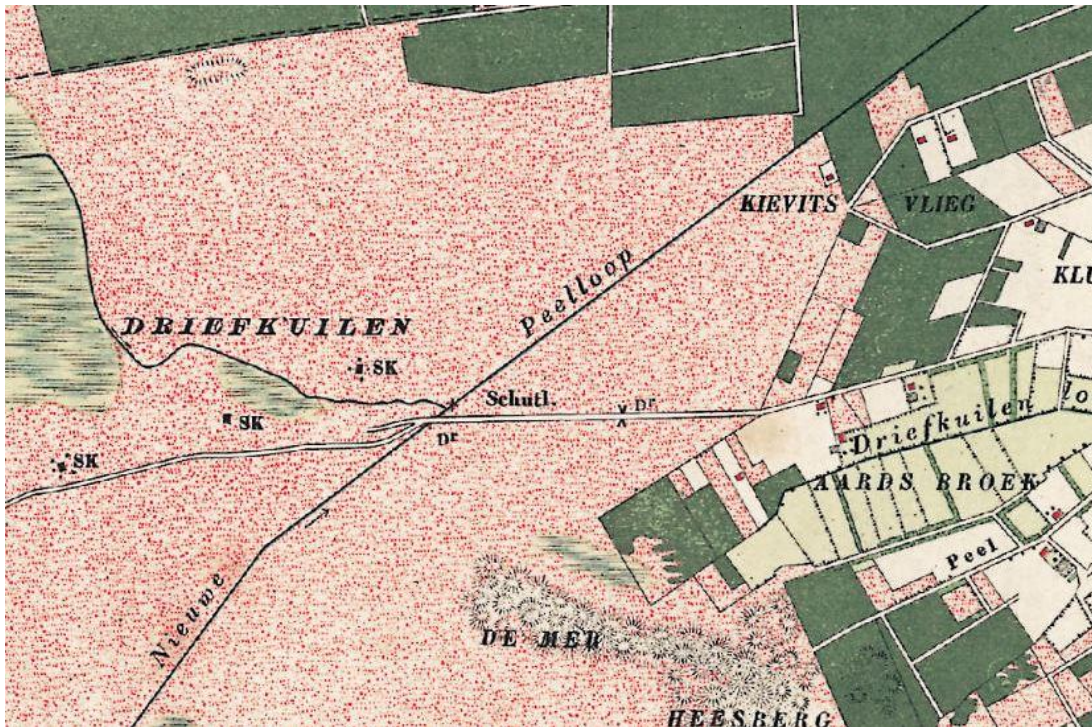 KIEVITS VLIEG
KLU
Peelloop
DRIEFKUILEN
SK
Schutl.
Dr
SK
Dr
SK
Driefkuilen lo
AARDS BROEK
Peel
Nieuwe
DE MER
HEESBERG